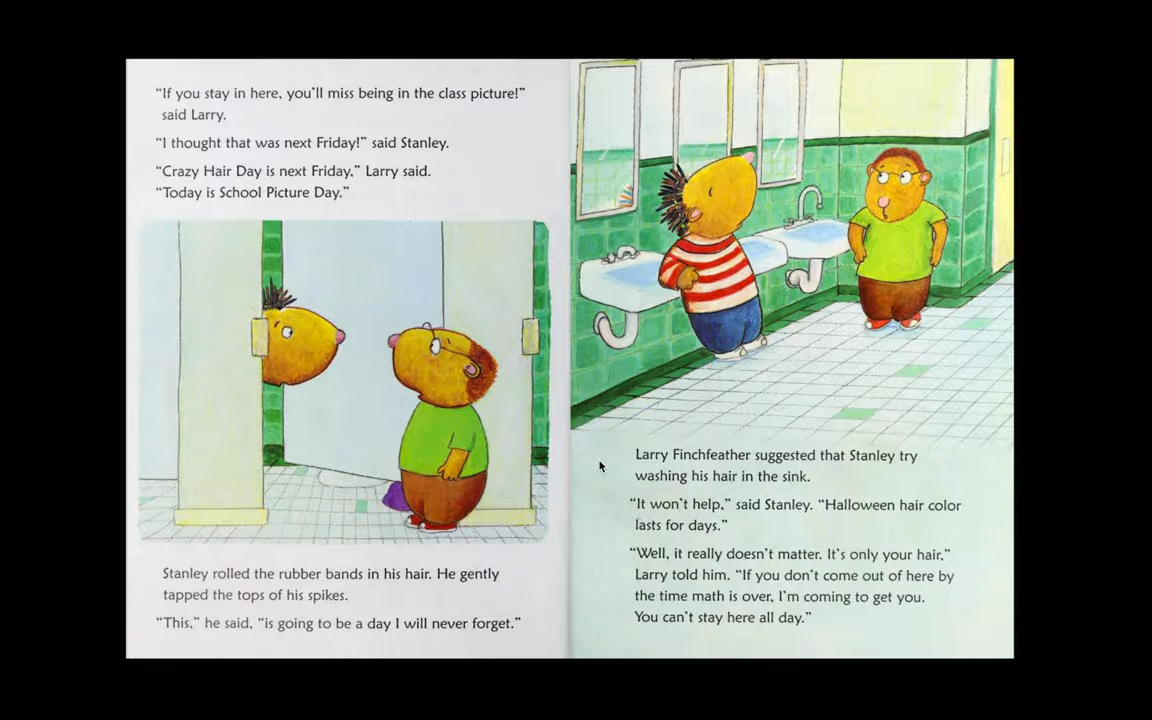 “If you stay in here, you’ll miss being in the class picture!”
said Larry.
“I thought that was next Friday!” said Stanley.
“Crazy Hair Day is next Friday,” Larry said.
“Today is School Picture Day.”
Stanley rolled the rubber bands in his hair. He gently
tapped the tops of his spikes.
“This,” he said, “is going to be a day I will never forget.”
Larry Finchfeather suggested that Stanley try
washing his hair in the sink.
“It won’t help,” said Stanley. “Halloween hair color
lasts for days.”
“Well, it really doesn’t matter. It’s only your hair,”
Larry told him. “If you don’t come out of here by
the time math is over, I’m coming to get you.
You can’t stay here all day.”